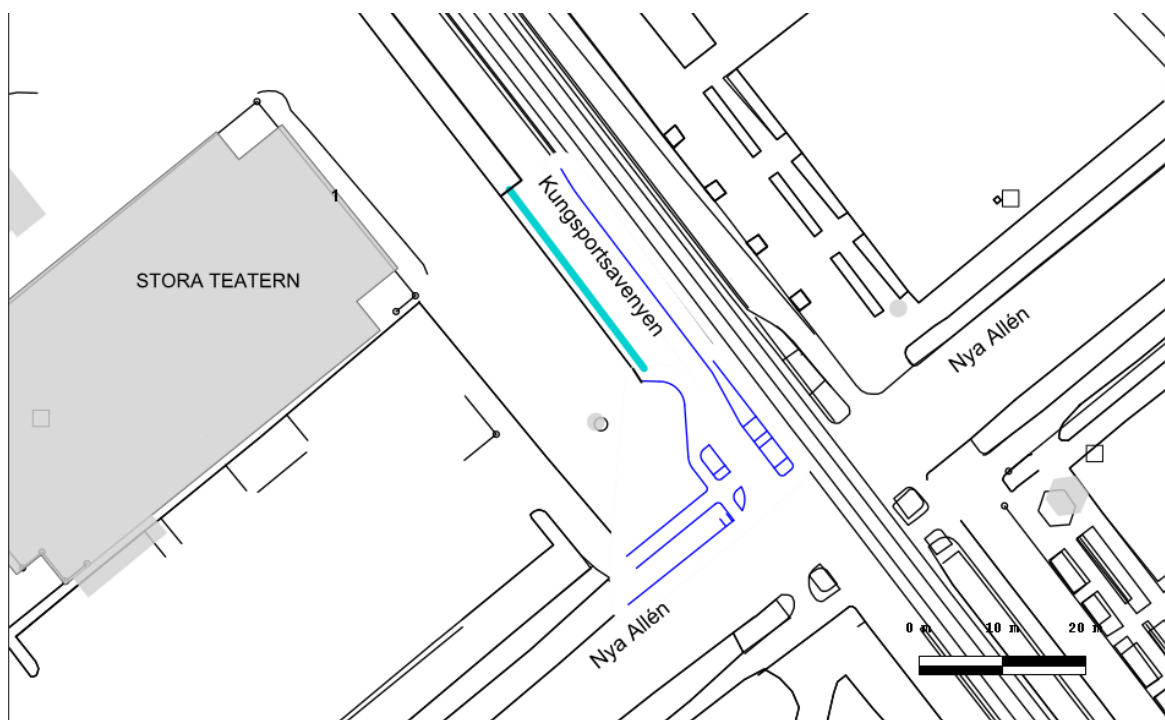 1
Kungsportsavenyen
STORA TEATERN
Nya Allén
Nya Allén
0 m 10 m 20 m